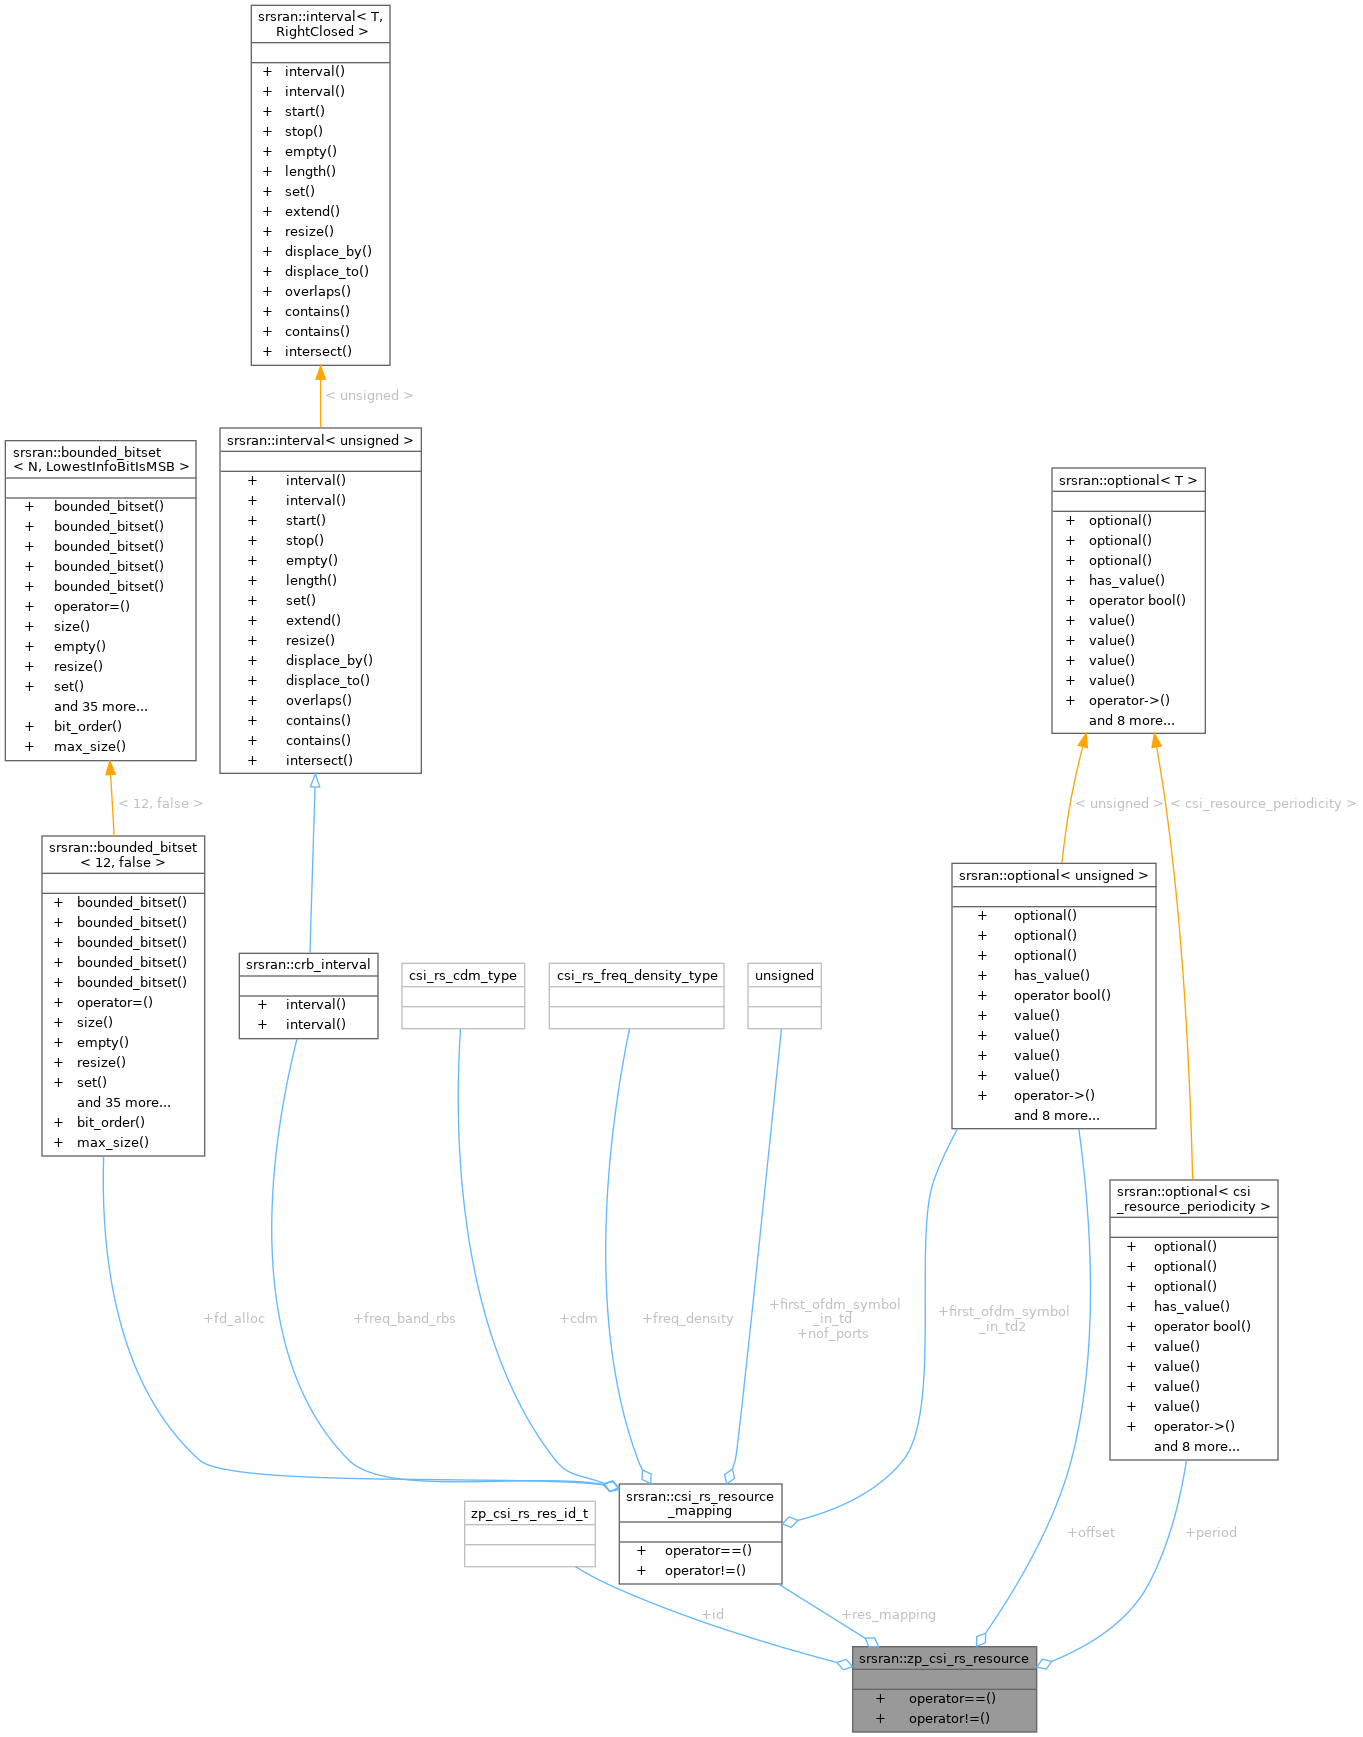 srsran::interval< T,
RightClosed >
+ interval()
+ interval()
+ start()
+ stop()
+ empty()
+ length()
+ set()
+ extend()
+ resize()
+ displace_by()
+ displace_to()
+ overlaps()
+ contains()
+ contains()
+ intersect()
< unsigned >
srsran::bounded_bitset
< N, LowestInfoBitIsMSB >
+ bounded_bitset()
+ bounded_bitset()
+ bounded_bitset()
+ bounded_bitset()
+ bounded_bitset()
+ operator=()
+ size()
+ empty()
+ resize()
+ set()
and 35 more...
+ bit_order()
+ max_size()
srsran::interval< unsigned >
+ interval()
+ interval()
+ start()
+ stop()
+ empty()
+ length()
+ set()
+ extend()
+ resize()
+ displace_by()
+ displace_to()
+ overlaps()
+ contains()
+ contains()
+ intersect()
srsran::optional< T >
+ optional()
+ optional()
+ optional()
+ has_value()
+ operator bool()
+ value()
+ value()
+ value()
+ value()
+ operator->()
and 8 more...
< 12, false >
< unsigned >
< csi_resource_periodicity >
srsran::bounded_bitset
< 12, false >
+ bounded_bitset()
+ bounded_bitset()
+ bounded_bitset()
+ bounded_bitset()
+ bounded_bitset()
+ operator=()
+ size()
+ empty()
+ resize()
+ set()
and 35 more...
+ bit_order()
+ max_size()
srsran::crb_interval
+ interval()
+ interval()
csi_rs_cdm_type
csi_rs_freq_density_type
unsigned
srsran::optional< unsigned >
+ optional()
+ optional()
+ optional()
+ has_value()
+ operator bool()
+ value()
+ value()
+ value()
+ value()
+ operator->()
and 8 more...
srsran::optional< csi
_resource_periodicity >
+ optional()
+ optional()
+ optional()
+ has_value()
+ operator bool()
+ value()
+ value()
+ value()
+ value()
+ operator->()
and 8 more...
+fd_alloc
+freq_band_rbs
+cdm
+freq_density
+first_ofdm_symbol
_in_td
+nof_ports
+first_ofdm_symbol
_in_td2
zp_csi_rs_res_id_t
srsran::csi_rs_resource
_mapping
+ operator==()
+ operator!=()
+offset
+period
+id
+res_mapping
srsran::zp_csi_rs_resource
+ operator==()
+ operator!=()